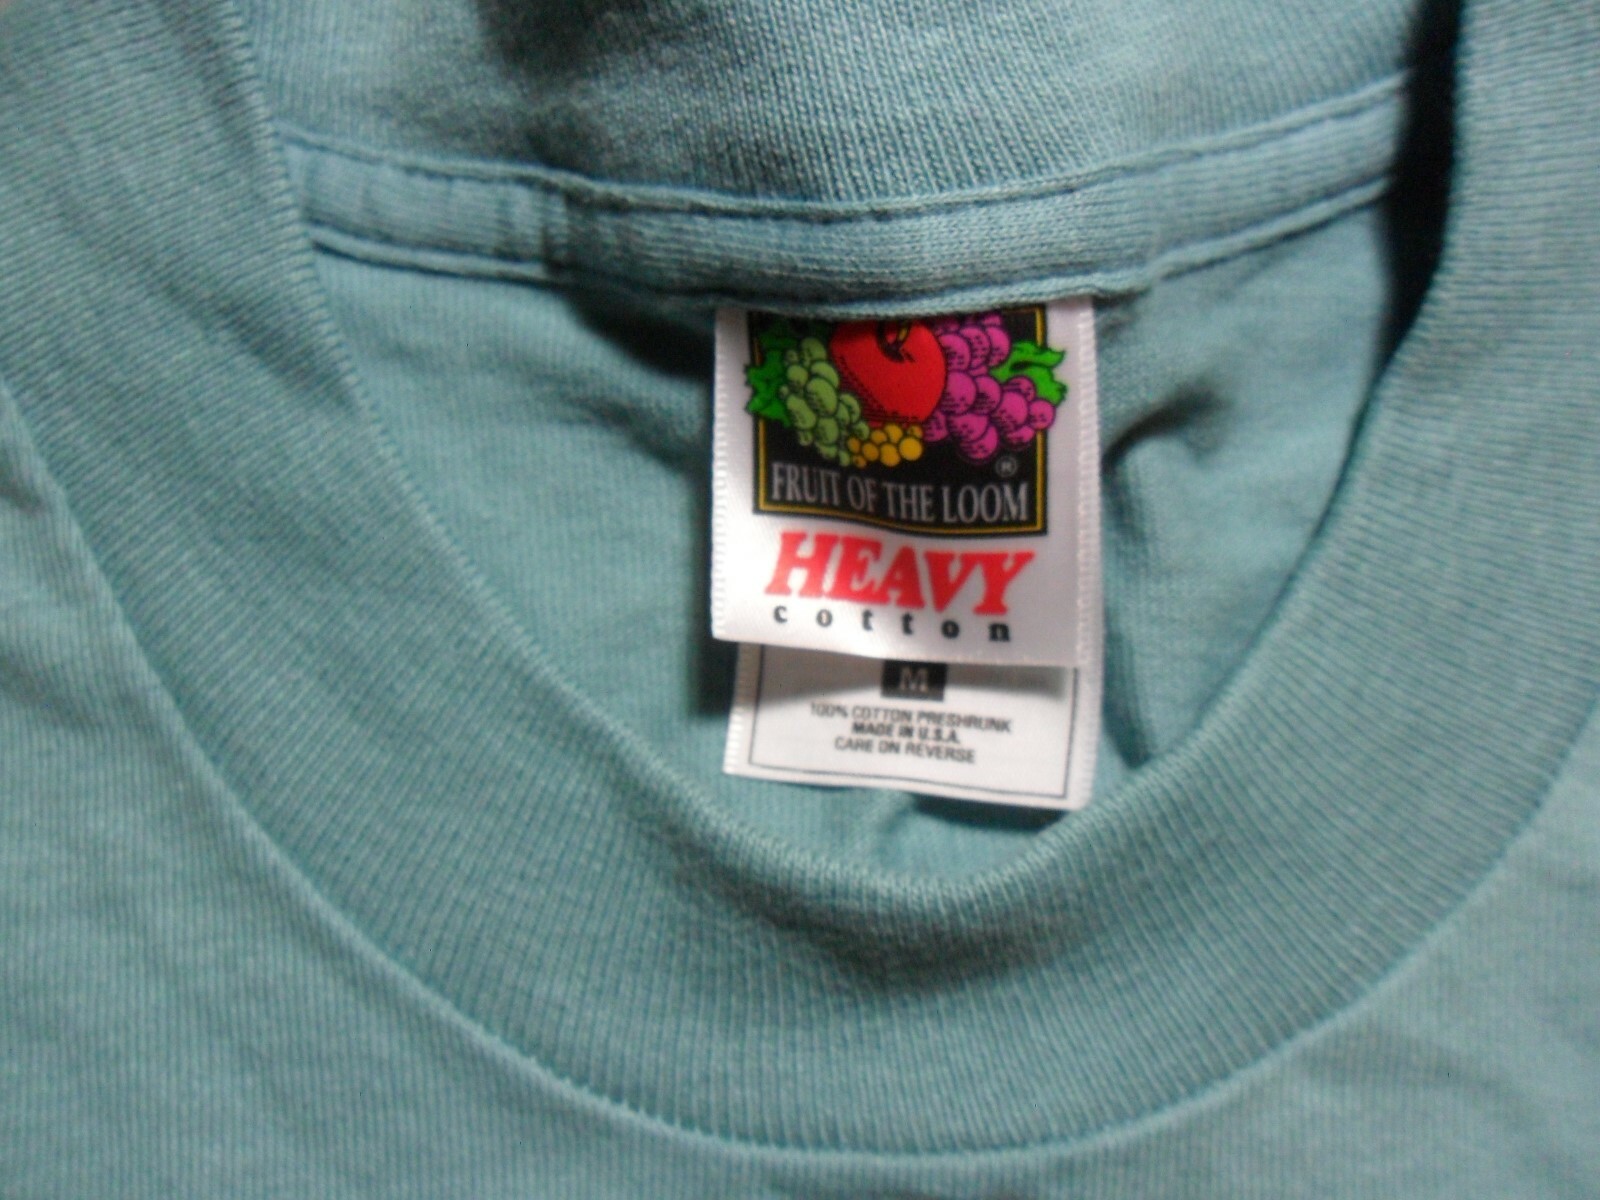 ®
FRUIT OF THE LOOM
HEAVY
cotton
M
100% COTTON PRESHRUNK
MADE IN U.S.A.
CARE ON REVERSE